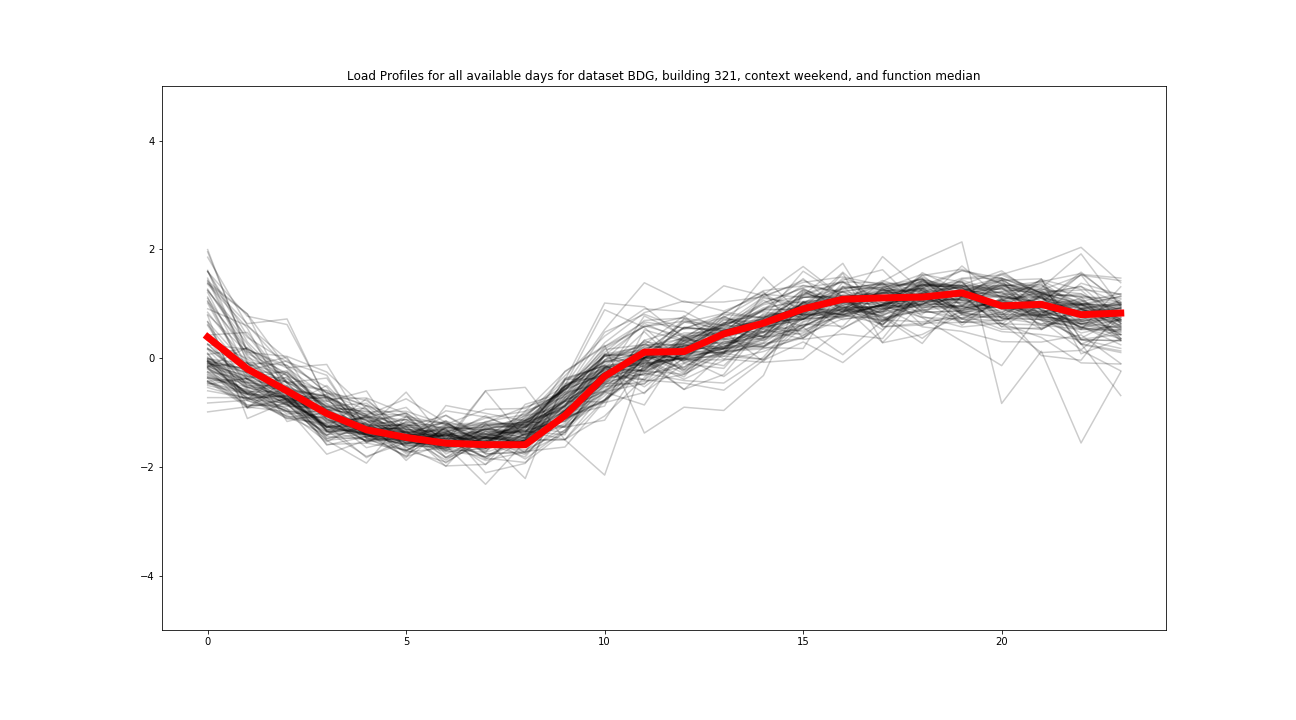 Load Profiles for all available days for dataset BDG, building 321, context weekend, and function median
4
2
0
−2
−4
0 5 10 15 20